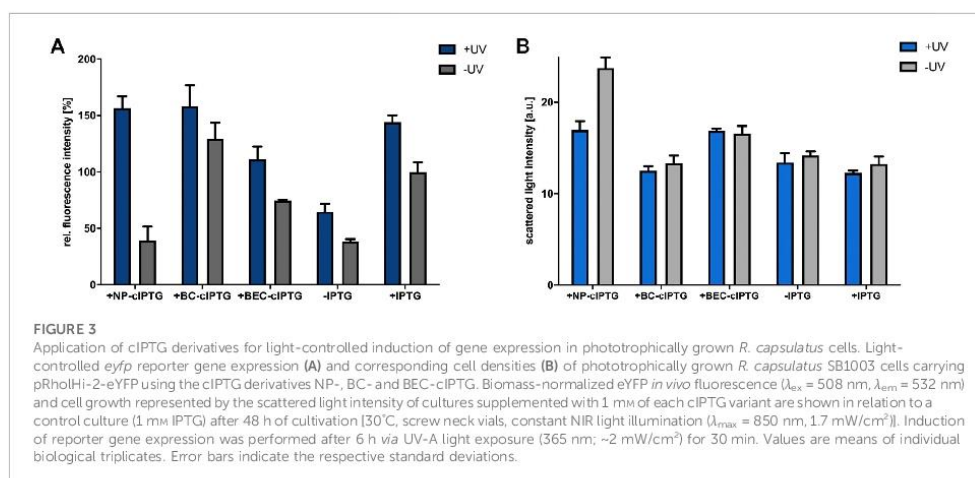 A
+UV
-UV
200
150
100
50
0
rel. fluorescence intensity [%]
+NP-cIPTG +BC-cIPTG +BEC-cIPTG -IPTG +IPTG
B
+UV
-UV
20
10
0
scattered light intensity [a.u.]
+NP-cIPTG +BC-cIPTG +BEC-cIPTG -IPTG +IPTG
FIGURE 3
Application of cIPTG derivatives for light-controlled induction of gene expression in phototrophically grown R. capsulatus cells. Light-
controlled eyfp reporter gene expression (A) and corresponding cell densities (B) of phototrophically grown R. capsulatus SB1003 cells carrying
pRholHi-2-eYFP using the cIPTG derivatives NP-, BC- and BEC-cIPTG. Biomass-normalized eYFP in vivo fluorescence (λex = 508 nm, λem = 532 nm)
and cell growth represented by the scattered light intensity of cultures supplemented with 1 mM of each cIPTG variant are shown in relation to a
control culture (1 mM IPTG) after 48 h of cultivation [30°C, screw neck vials, constant NIR light illumination (λmax = 850 nm, 1.7 mW/cm²)]. Induction
of reporter gene expression was performed after 6 h via UV-A light exposure (365 nm; ~2 mW/cm²) for 30 min. Values are means of individual
biological triplicates. Error bars indicate the respective standard deviations.